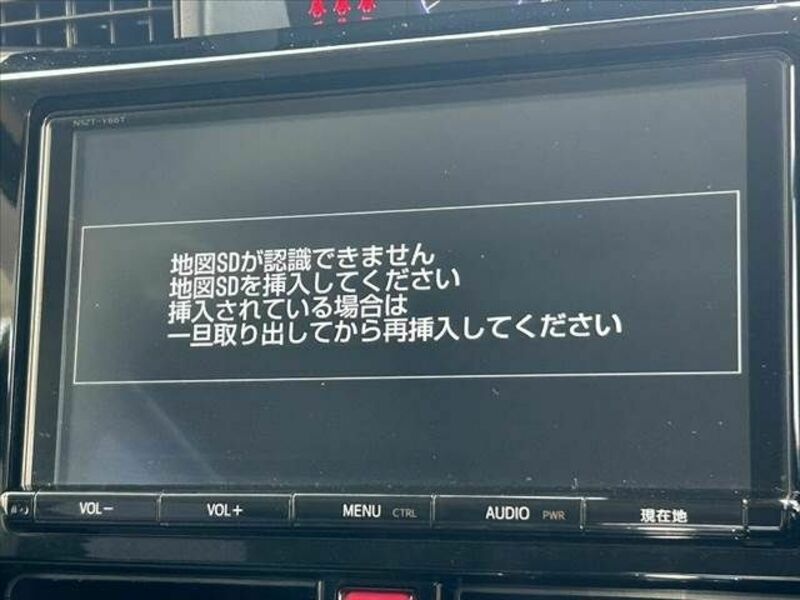 NSZT-Y66T
地図SDが認識できません
地図SDを挿入してください
挿入されている場合は
一旦取り出してから再挿入してください
VOL− VOL+ MENU CTRL AUDIO PWR 現在地